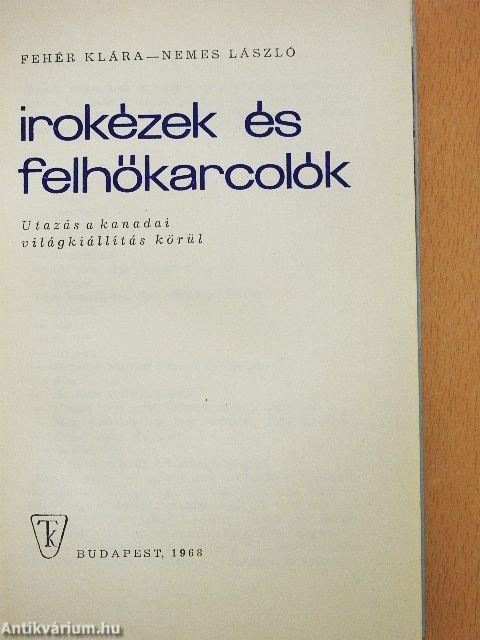 FEHÉR KLÁRA—NEMES LÁSZLÓ
irokézek és
felhőkarcolók
Utazás a kanadai
világkiállítás körül
Tk
BUDAPEST, 1968
Antikvárium.hu